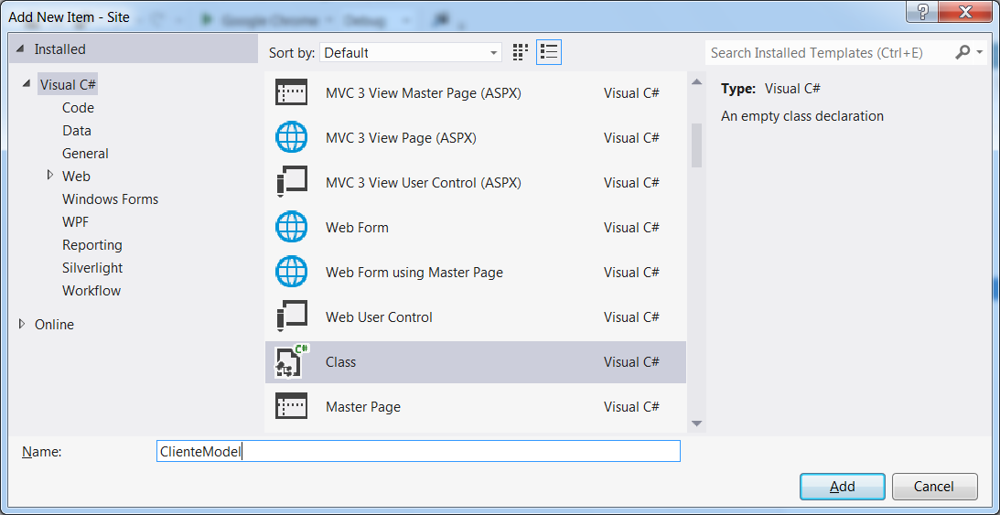 Add New Item - Site
Google Chrome Debug
Installed
Visual C#
Code
Data
General
Web
Windows Forms
WPF
Reporting
Silverlight
Workflow
Online
Sort by: Default
MVC 3 View Master Page (ASPX) Visual C#
MVC 3 View Page (ASPX) Visual C#
MVC 3 View User Control (ASPX) Visual C#
Web Form Visual C#
Web Form using Master Page Visual C#
Web User Control Visual C#
C#
Class Visual C#
Master Page Visual C#
Search Installed Templates (Ctrl+E)
Type: Visual C#
An empty class declaration
Name: ClienteModel
Add Cancel